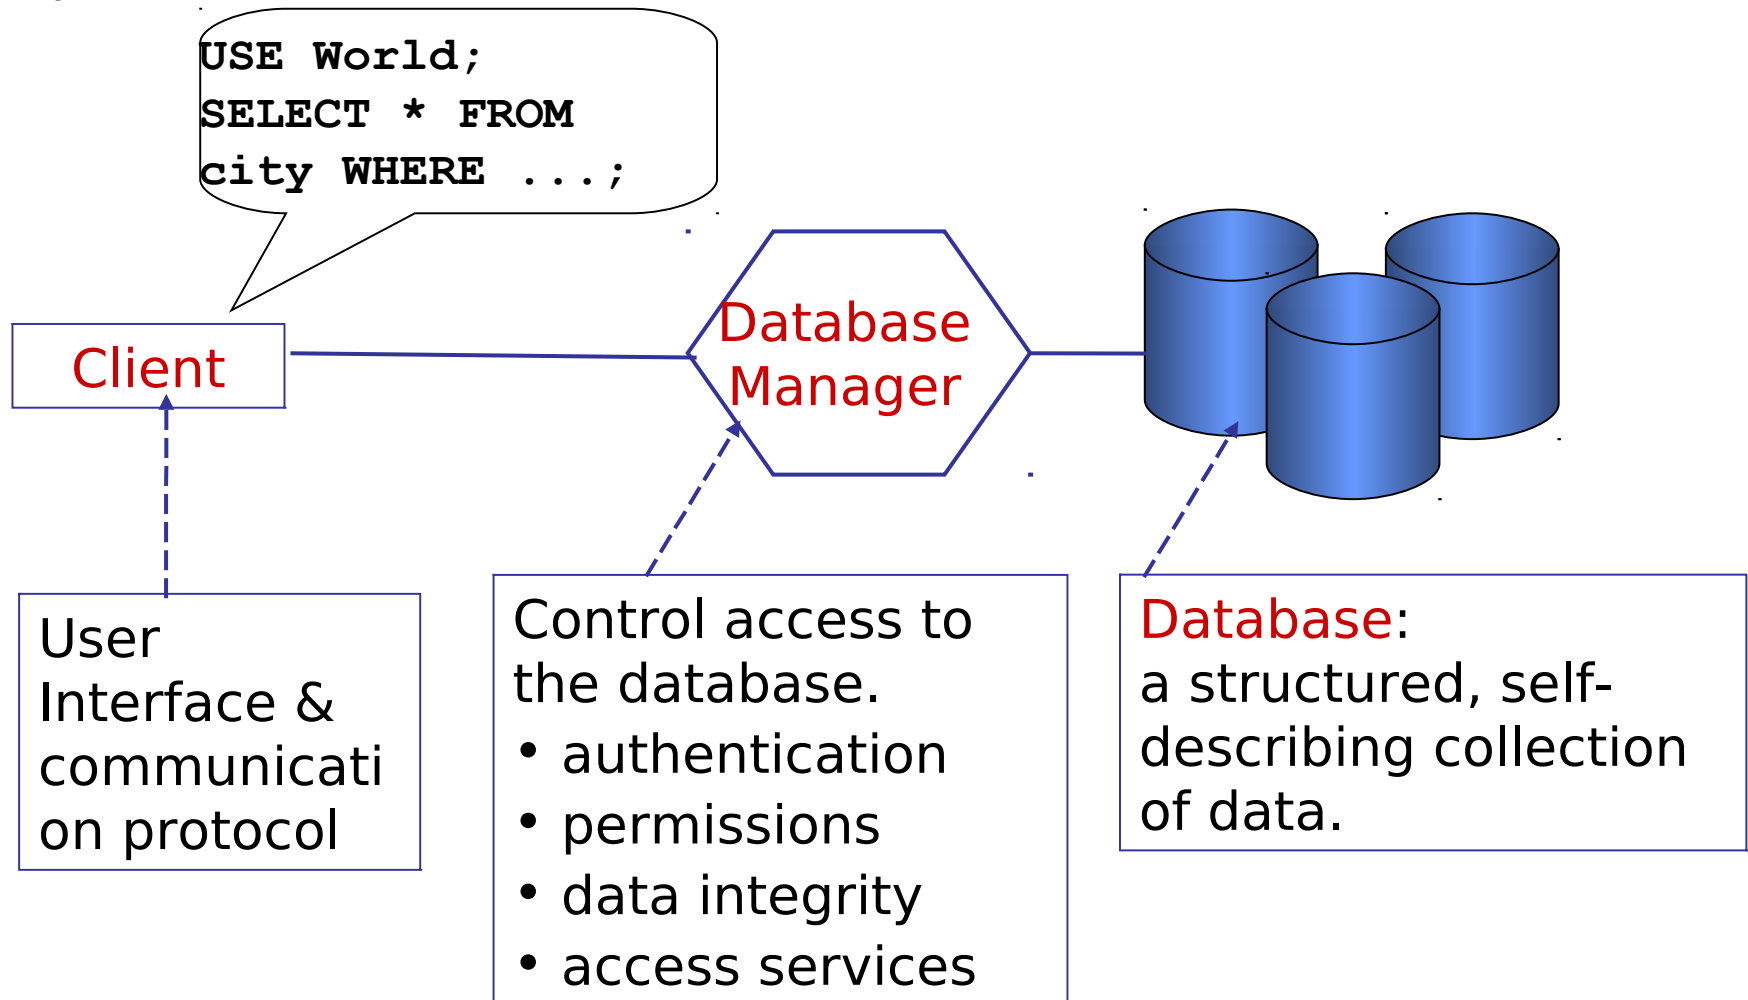 USE World;
SELECT * FROM
city WHERE ...;
Client
Database
Manager
User
Interface &
communicati
on protocol
Control access to
the database.
• authentication
• permissions
• data integrity
• access services
Database:
a structured, self-
describing collection
of data.